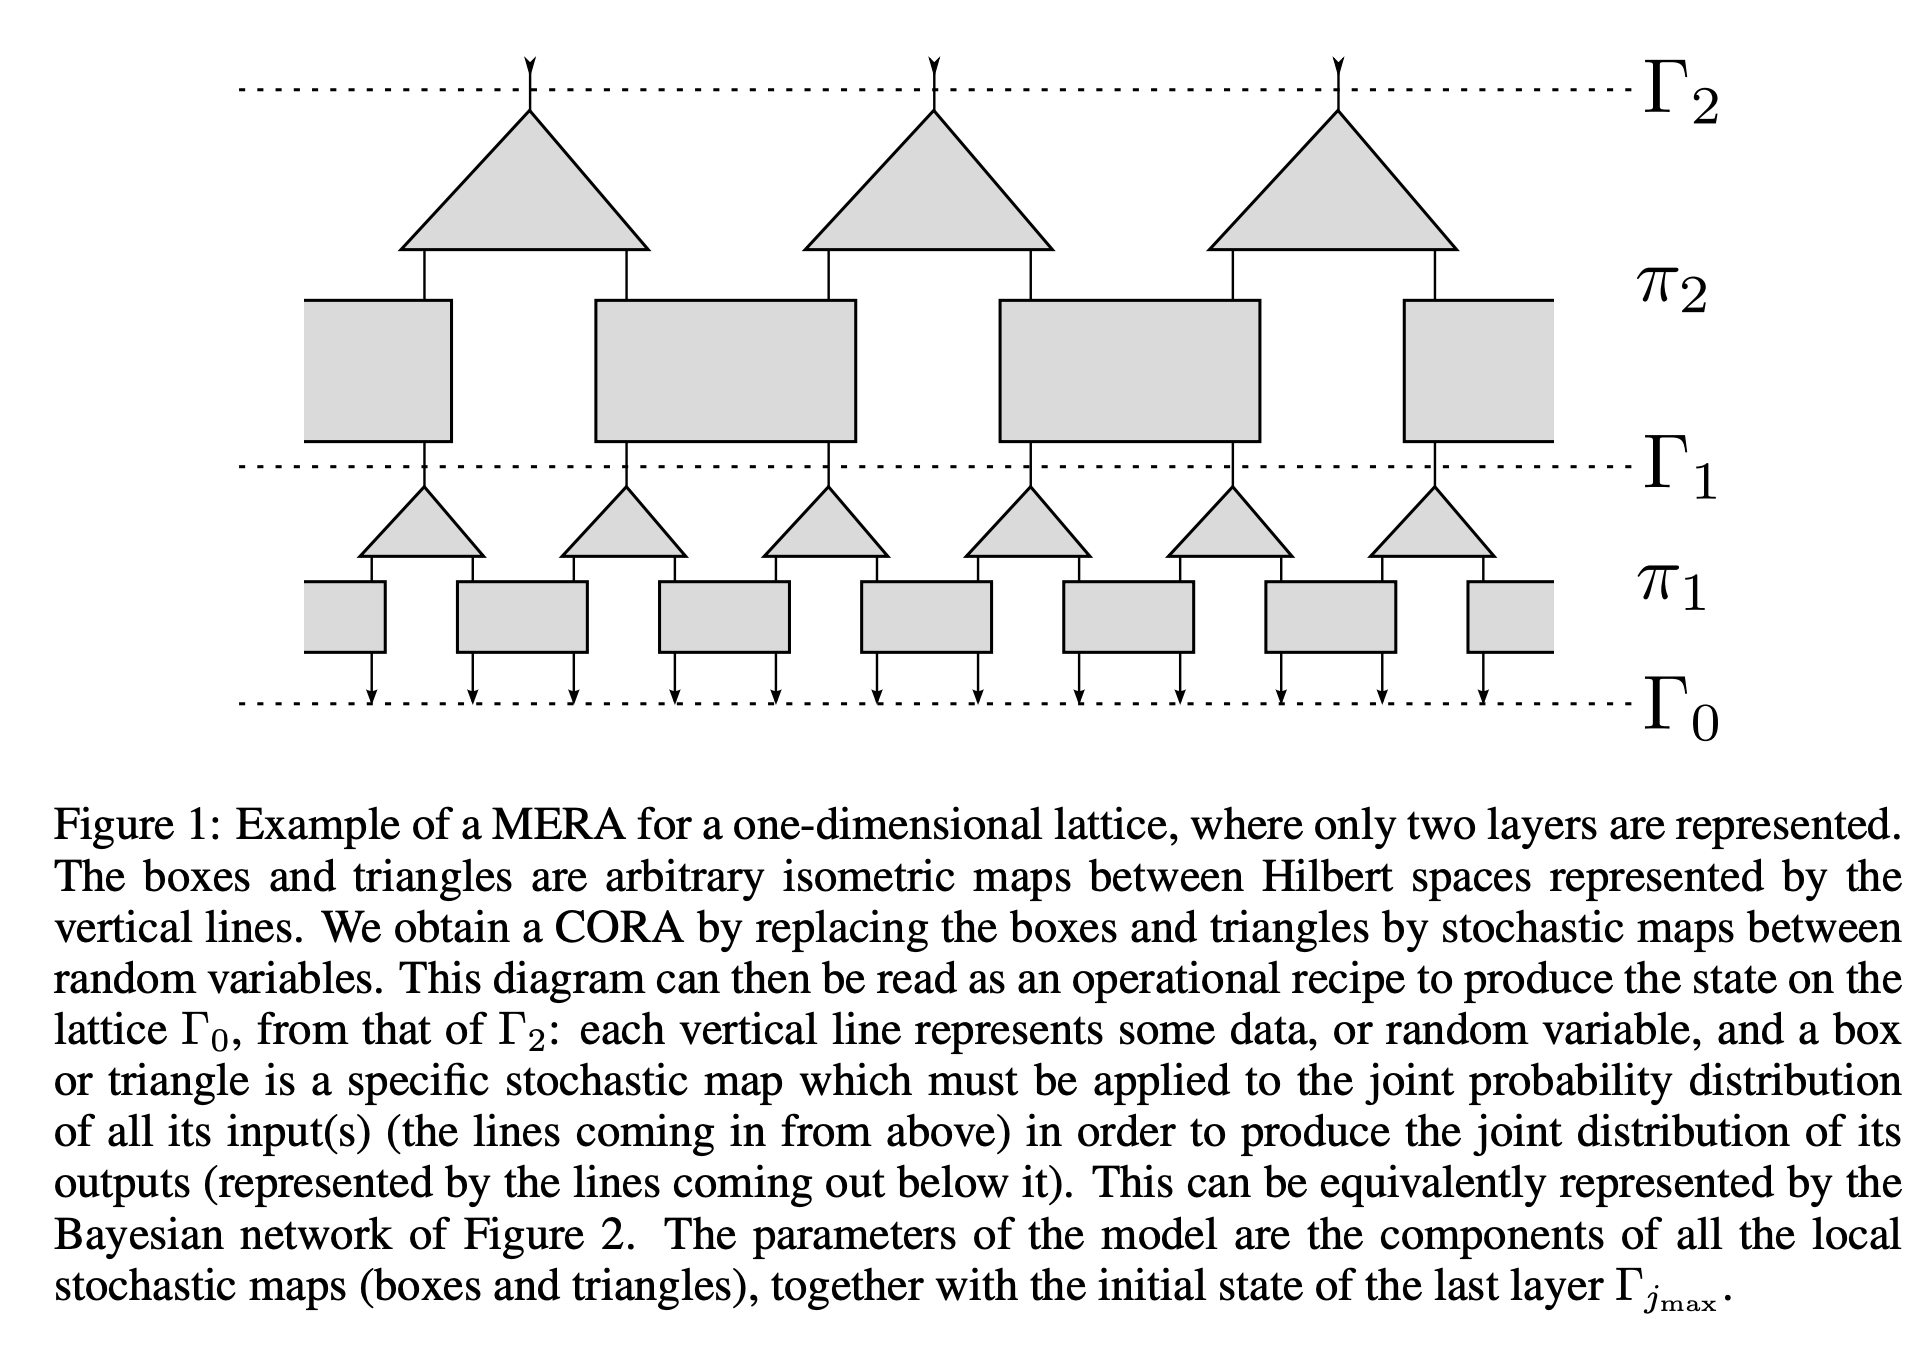 Γ₂
π₂
Γ₁
π₁
Γ₀
Figure 1: Example of a MERA for a one-dimensional lattice, where only two layers are represented.
The boxes and triangles are arbitrary isometric maps between Hilbert spaces represented by the
vertical lines. We obtain a CORA by replacing the boxes and triangles by stochastic maps between
random variables. This diagram can then be read as an operational recipe to produce the state on the
lattice Γ₀, from that of Γ₂: each vertical line represents some data, or random variable, and a box
or triangle is a specific stochastic map which must be applied to the joint probability distribution
of all its input(s) (the lines coming in from above) in order to produce the joint distribution of its
outputs (represented by the lines coming out below it). This can be equivalently represented by the
Bayesian network of Figure 2. The parameters of the model are the components of all the local
stochastic maps (boxes and triangles), together with the initial state of the last layer Γ_{j_{max}}.